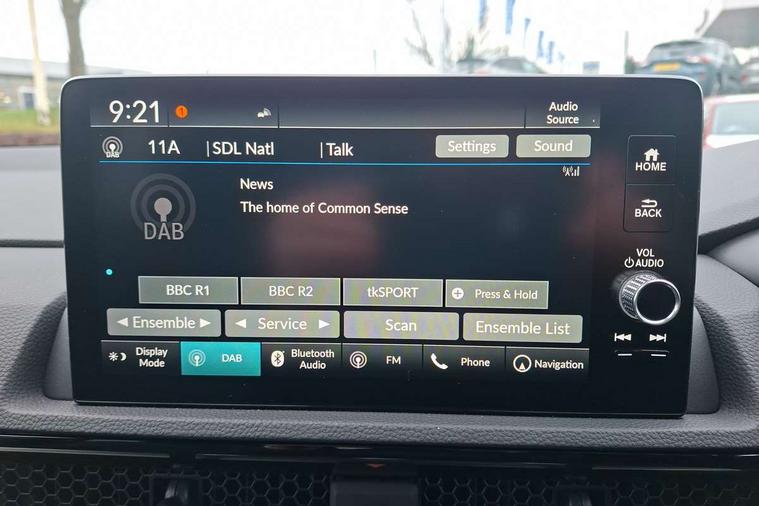 9:21
1
Audio
Source
DAB
11A
SDL Natl
Talk
Settings
Sound
HOME
News
DAB
The home of Common Sense
BACK
VOL
AUDIO
BBC R1
BBC R2
tkSPORT
Press & Hold
Ensemble
Service
Scan
Ensemble List
Display
Mode
DAB
Bluetooth
Audio
FM
Phone
Navigation